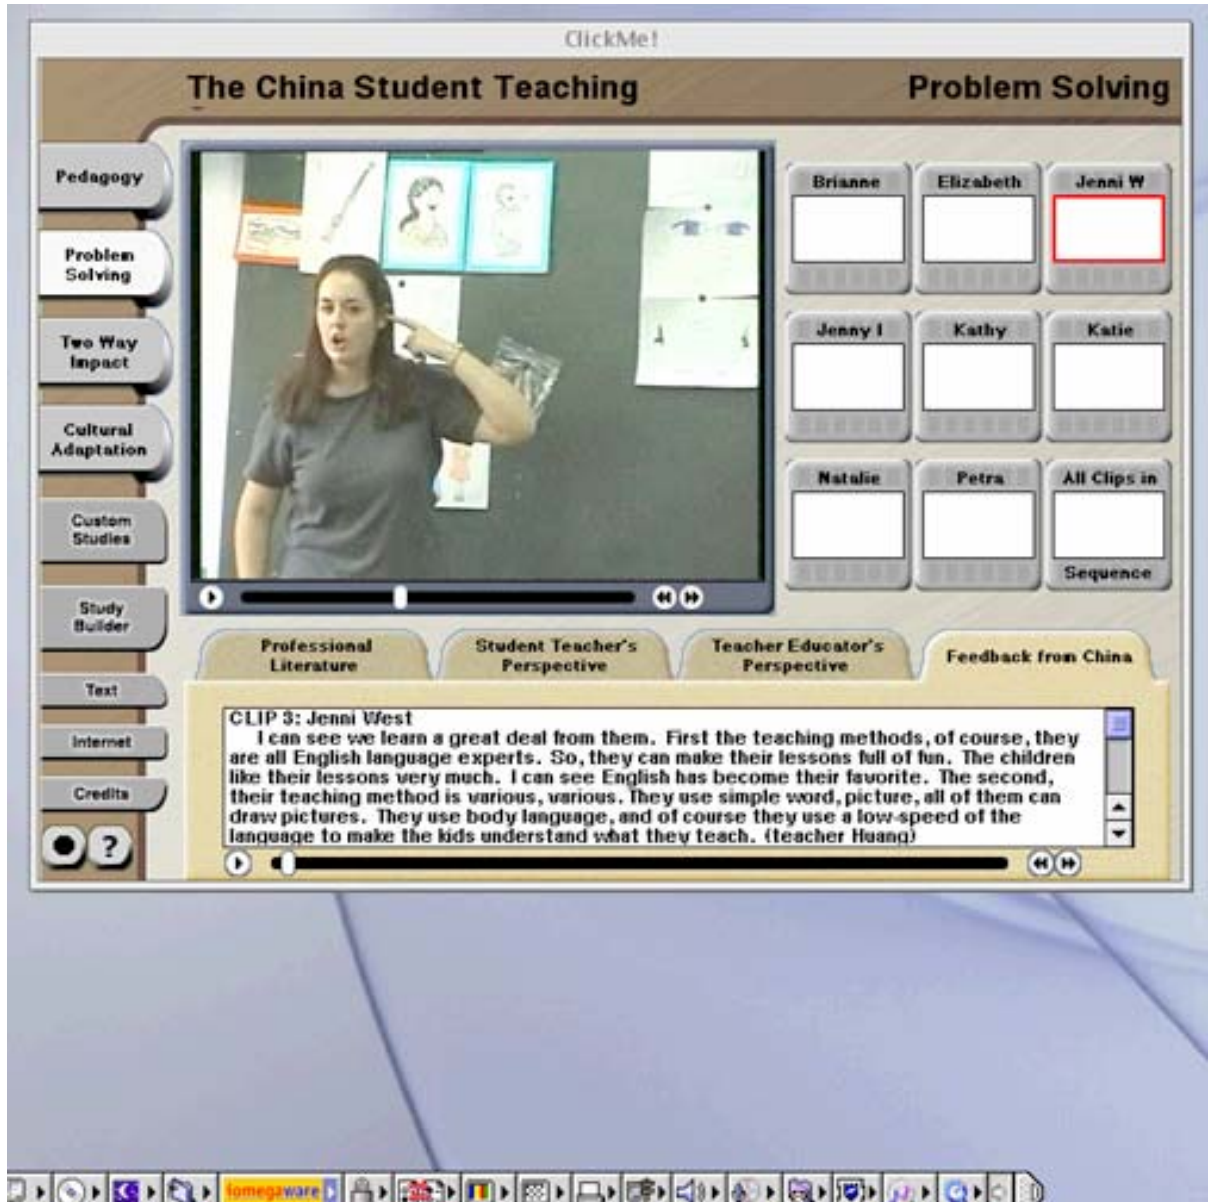 ClickMe!
The China Student Teaching
Problem Solving
Pedagogy
Problem
Solving
Two Way
Impact
Cultural
Adaptation
Custom
Studies
Study
Builder
Text
Internet
Credits
?
Brianne
Elizabeth
Jenni W
Jenny I
Kathy
Katie
Natalie
Petra
All Clips in
Sequence
Professional
Literature
Student Teacher's
Perspective
Teacher Educator's
Perspective
Feedback from China
CLIP 3: Jenni West
I can see we learn a great deal from them. First the teaching methods, of course, they
are all English language experts. So, they can make their lessons full of fun. The children
like their lessons very much. I can see English has become their favorite. The second,
their teaching method is various, various. They use simple word, picture, all of them can
draw pictures. They use body language, and of course they use a low-speed of the
language to make the kids understand what they teach. (teacher Huang)
iomegaware